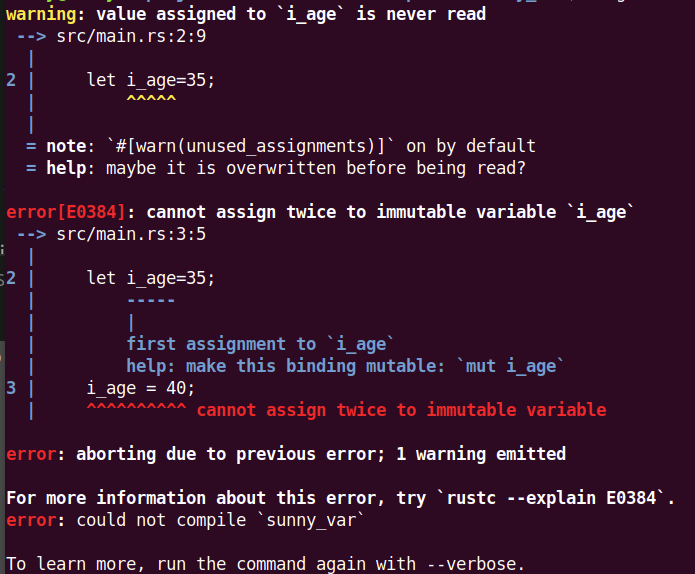 warning: value assigned to `i_age` is never read
 --> src/main.rs:2:9
  |
2 |     let i_age=35;
  |         ^^^^^
  |
  = note: `#[warn(unused_assignments)]` on by default
  = help: maybe it is overwritten before being read?
error[E0384]: cannot assign twice to immutable variable `i_age`
 --> src/main.rs:3:5
  |
2 |     let i_age=35;
  |         -----
  |         |
  |         first assignment to `i_age`
  |         help: make this binding mutable: `mut i_age`
3 |     i_age = 40;
  |     ^^^^^^^^^^ cannot assign twice to immutable variable
error: aborting due to previous error; 1 warning emitted
For more information about this error, try `rustc --explain E0384`.
error: could not compile `sunny_var`
To learn more, run the command again with --verbose.